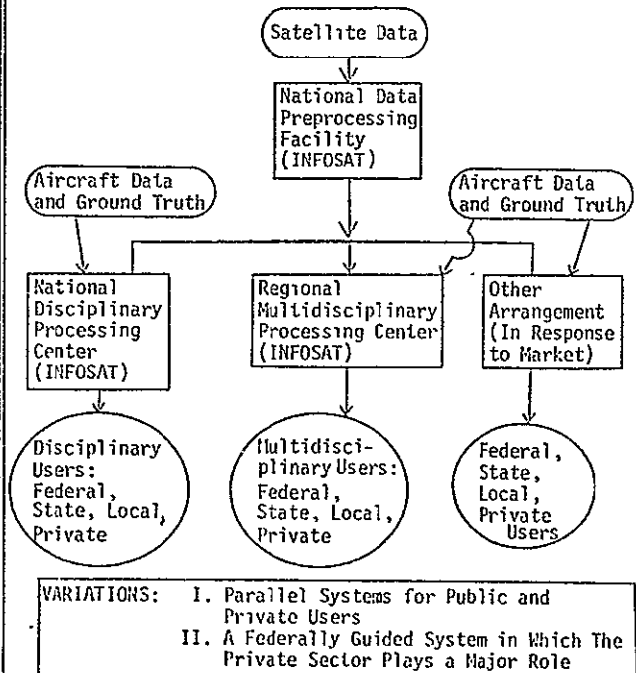 Satellite Data
National Data
Preprocessing
Facility
(INFOSAT)
Aircraft Data
and Ground Truth
Aircraft Data
and Ground Truth
National
Disciplinary
Processing
Center
(INFOSAT)
Regional
Multidisciplinary
Processing Center
(INFOSAT)
Other
Arrangement
(In Response
to Market)
Disciplinary
Users:
Federal,
State, Local,
Private
Multidisci-
plinary Users:
Federal,
State, Local,
Private
Federal,
State,
Local,
Private
Users
VARIATIONS: I. Parallel Systems for Public and
Private Users
II. A Federally Guided System in Which The
Private Sector Plays a Major Role